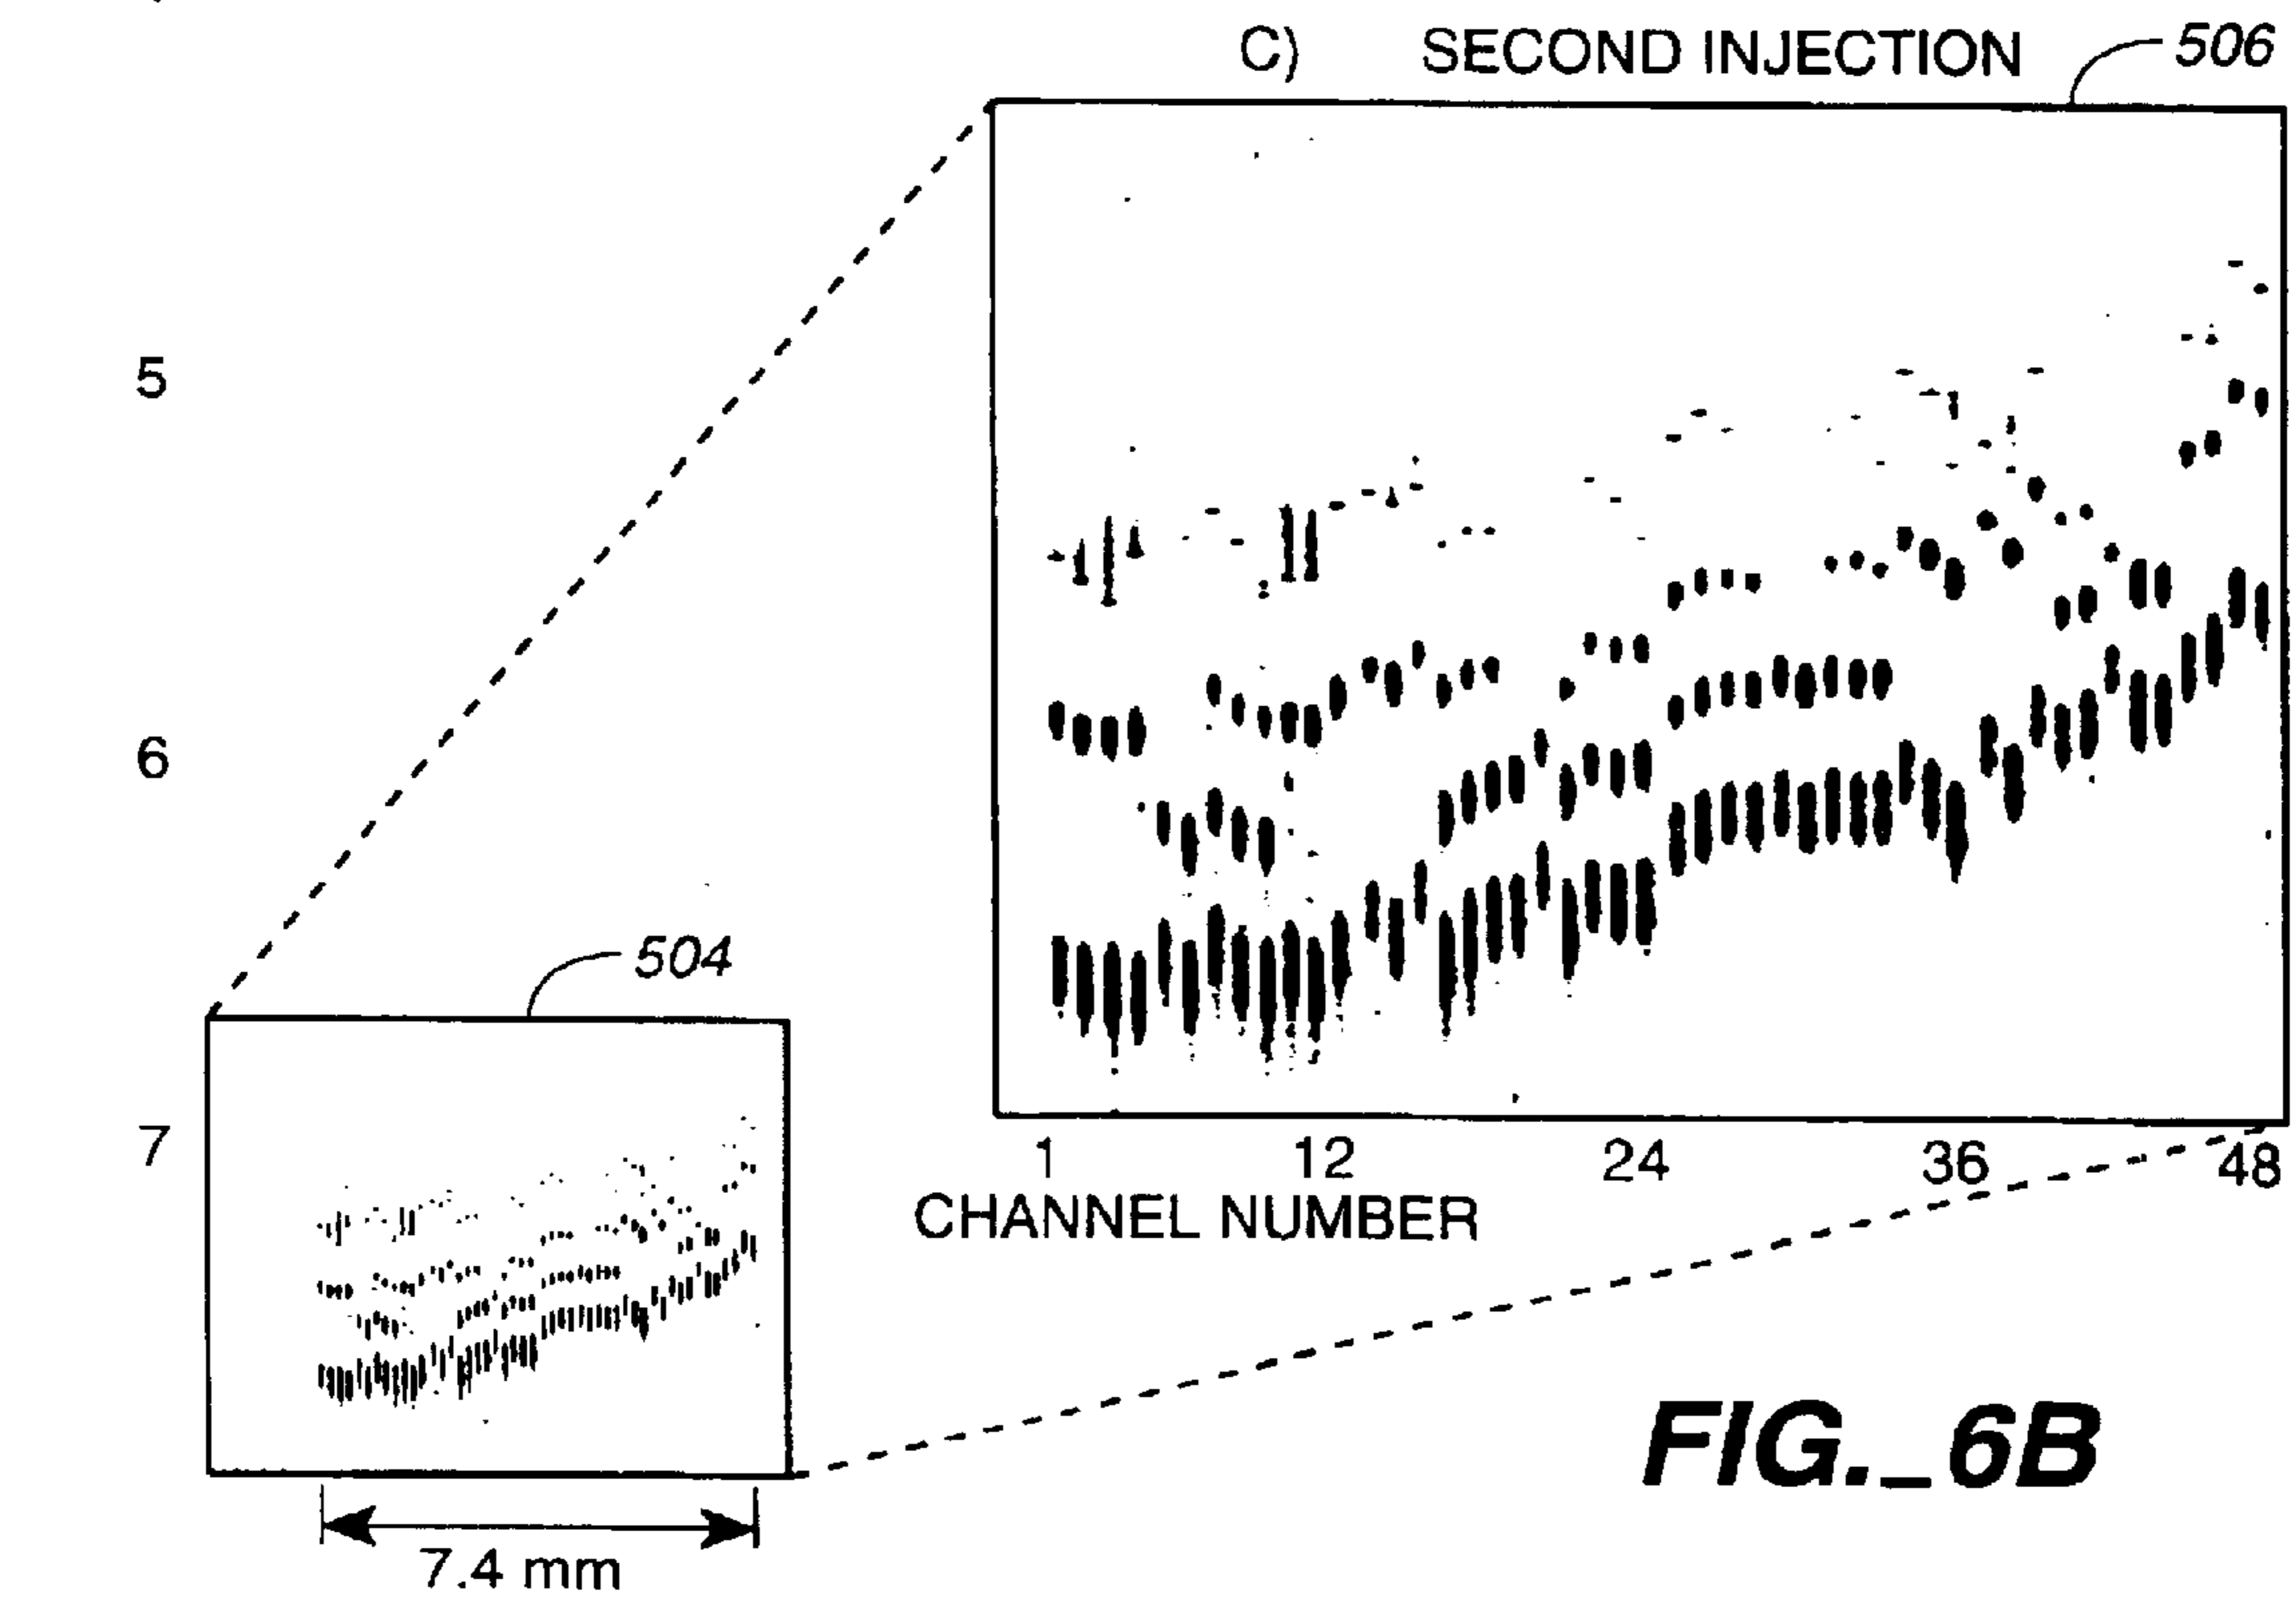 C) SECOND INJECTION 506
5
6
504
7
1 12 24 36 48
CHANNEL NUMBER
7.4 mm
FIG._6B